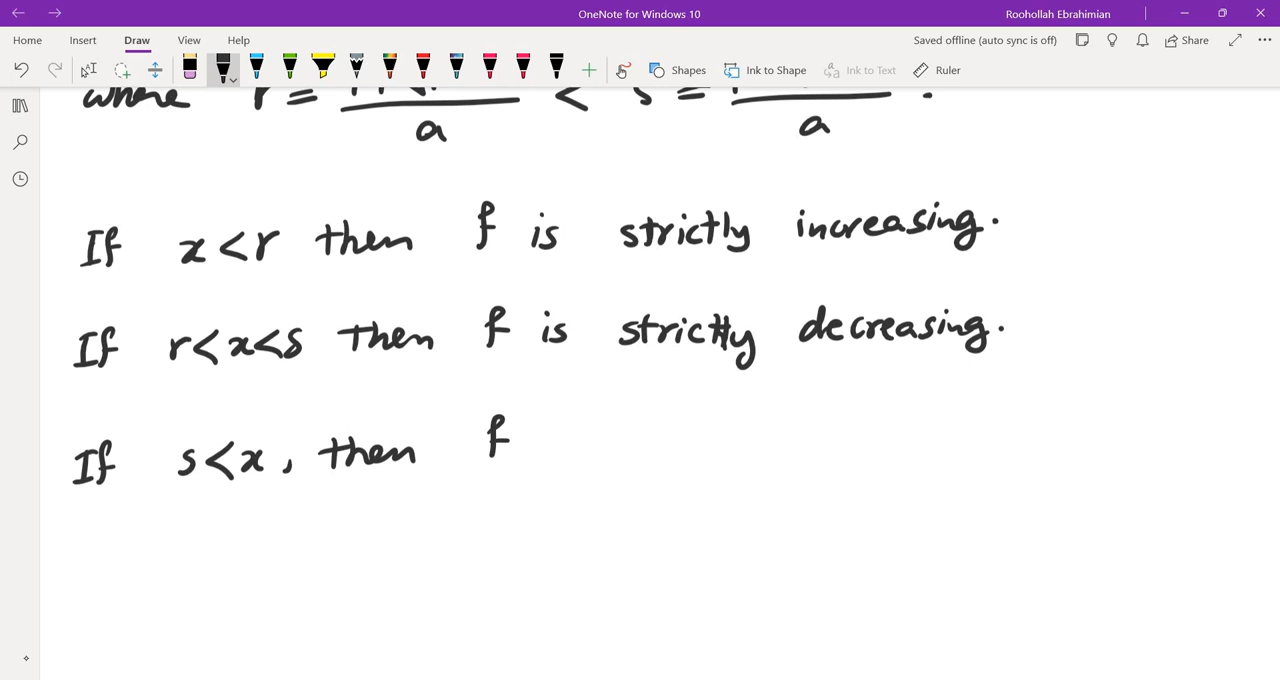 OneNote for Windows 10
Roohollah Ebrahimian
Home Insert Draw View Help
Saved offline (auto sync is off) Share
Shapes Ink to Shape Ink to Text Ruler
where r = a < s = a .
If x<r then f is strictly increasing.
If r<x<s then f is strictly decreasing.
If s<x, then f